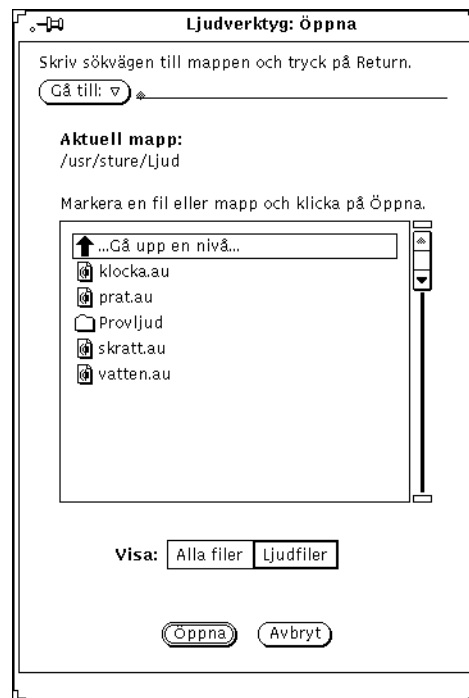 Ljudverktyg: Öppna
Skriv sökvägen till mappen och tryck på Return.
Gå till:
Aktuell mapp:
/usr/sture/Ljud
Markera en fil eller mapp och klicka på Öppna.
...Gå upp en nivå...
klocka.au
prat.au
Provljud
skratt.au
vatten.au
Visa: Alla filer Ljudfiler
Öppna Avbryt